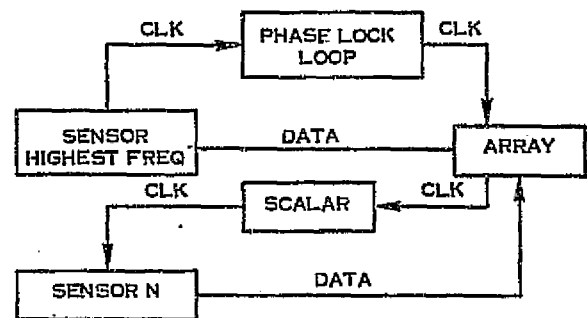 CLK
PHASE LOCK
LOOP
CLK
SENSOR
HIGHEST FREQ
DATA
ARRAY
CLK
SCALAR
CLK
SENSOR N
DATA